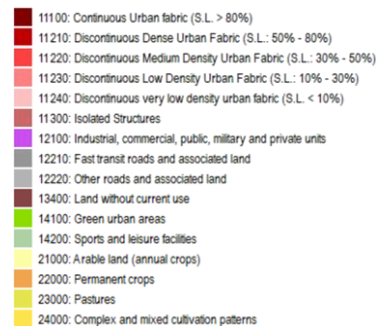 11100: Continuous Urban fabric (S.L. > 80%)
11210: Discontinuous Dense Urban Fabric (S.L.: 50% - 80%)
11220: Discontinuous Medium Density Urban Fabric (S.L.: 30% - 50%)
11230: Discontinuous Low Density Urban Fabric (S.L.: 10% - 30%)
11240: Discontinuous very low density urban fabric (S.L. < 10%)
11300: Isolated Structures
12100: Industrial, commercial, public, military and private units
12210: Fast transit roads and associated land
12220: Other roads and associated land
13400: Land without current use
14100: Green urban areas
14200: Sports and leisure facilities
21000: Arable land (annual crops)
22000: Permanent crops
23000: Pastures
24000: Complex and mixed cultivation patterns